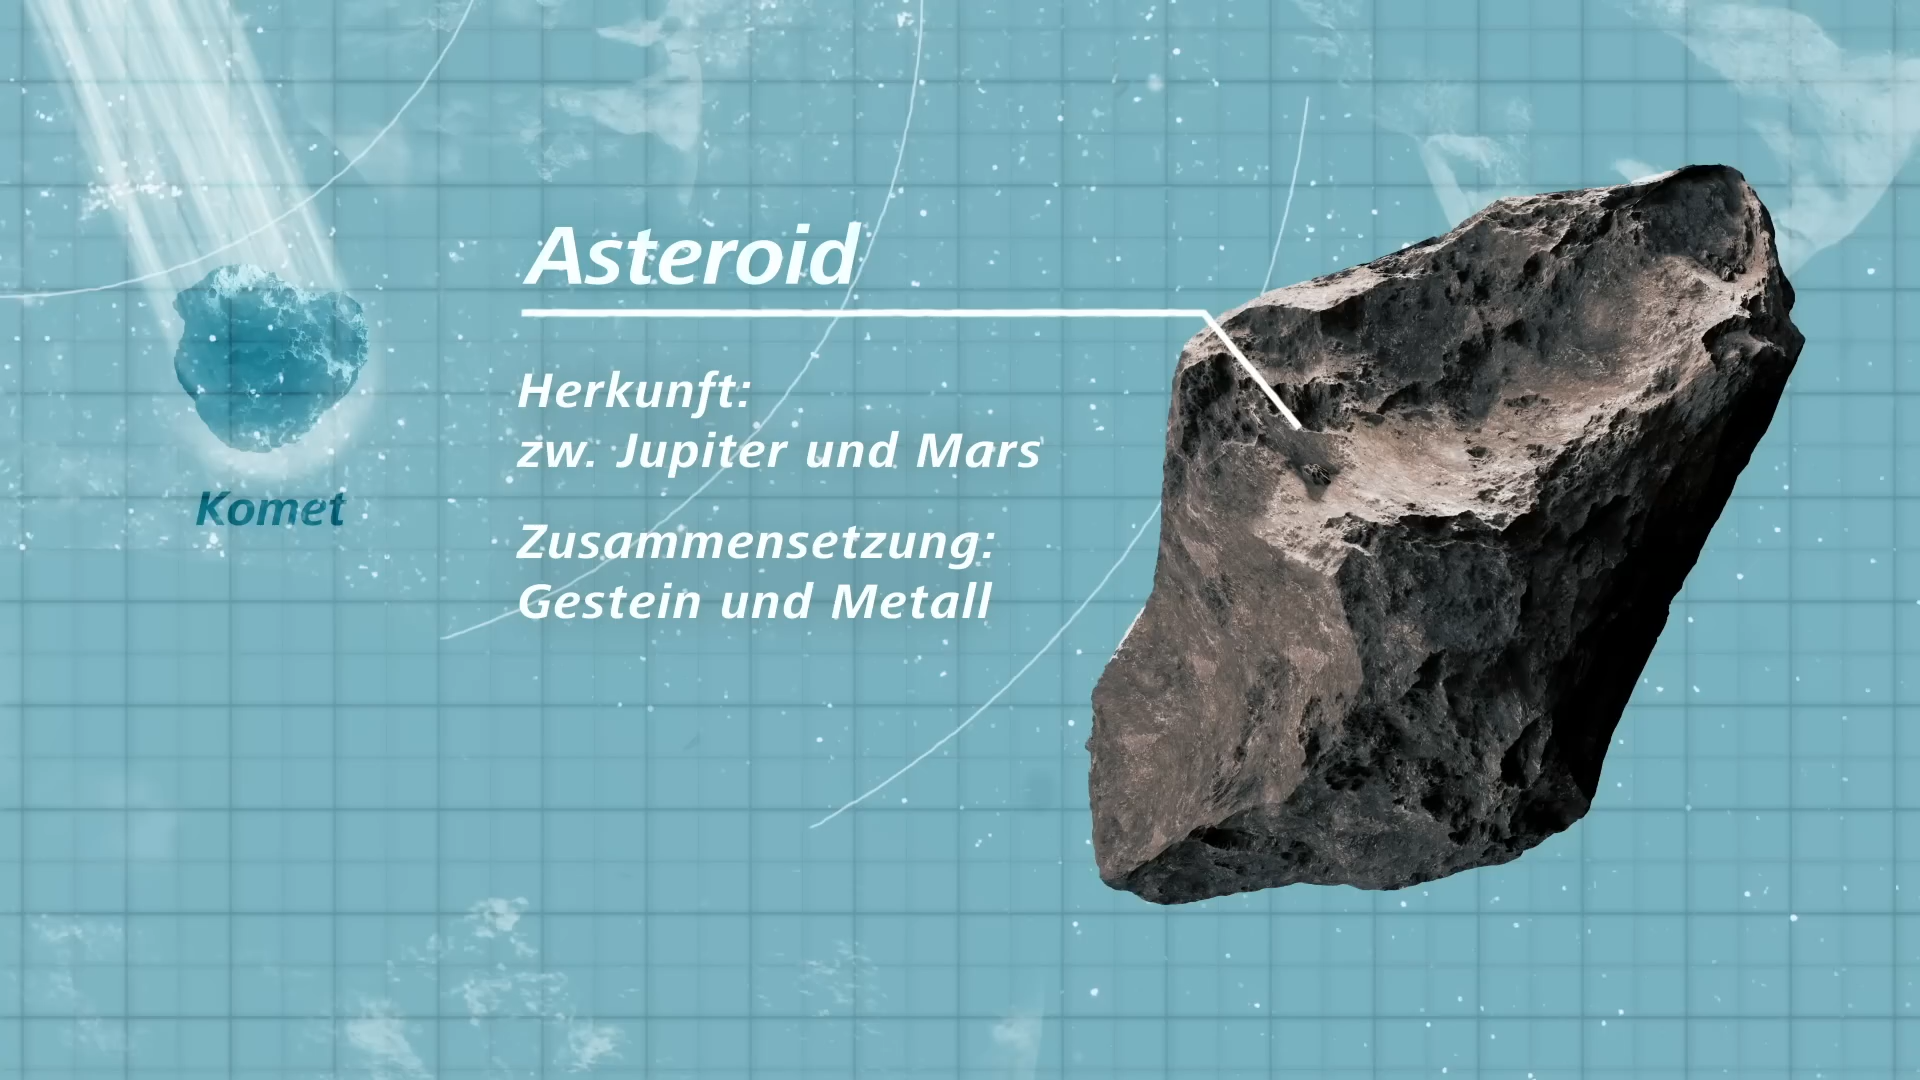 Asteroid
Herkunft:
zw. Jupiter und Mars
Zusammensetzung:
Gestein und Metall
Komet